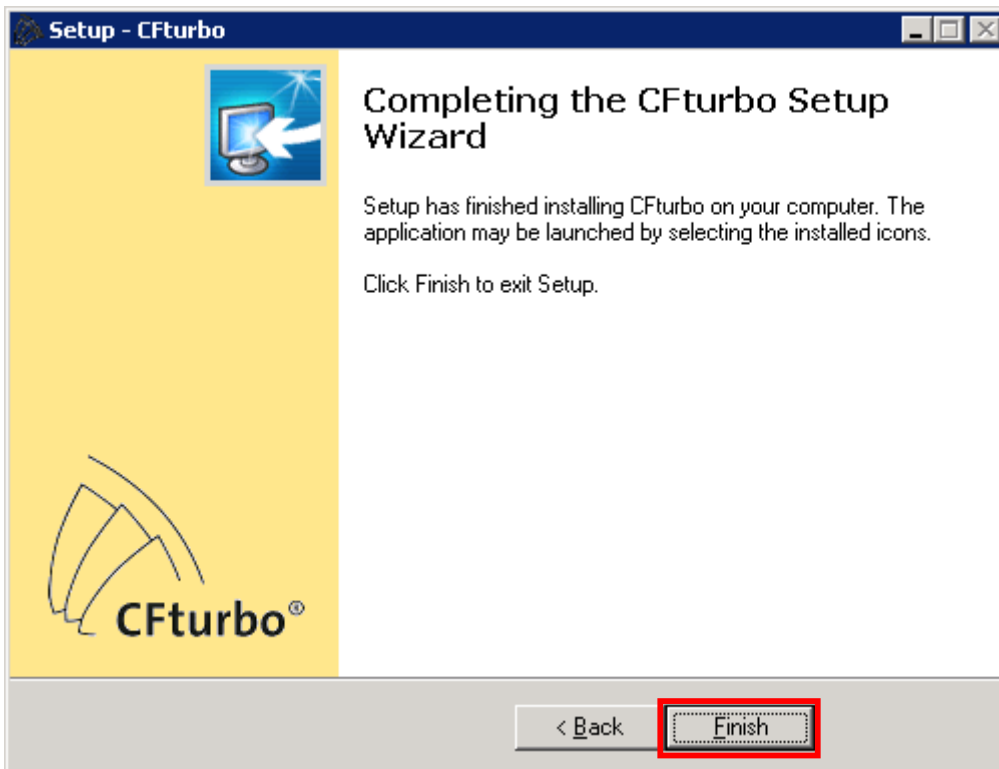 Setup - CFturbo
Completing the CFturbo Setup
Wizard
Setup has finished installing CFturbo on your computer. The
application may be launched by selecting the installed icons.
Click Finish to exit Setup.
CFturbo®
< Back
Finish